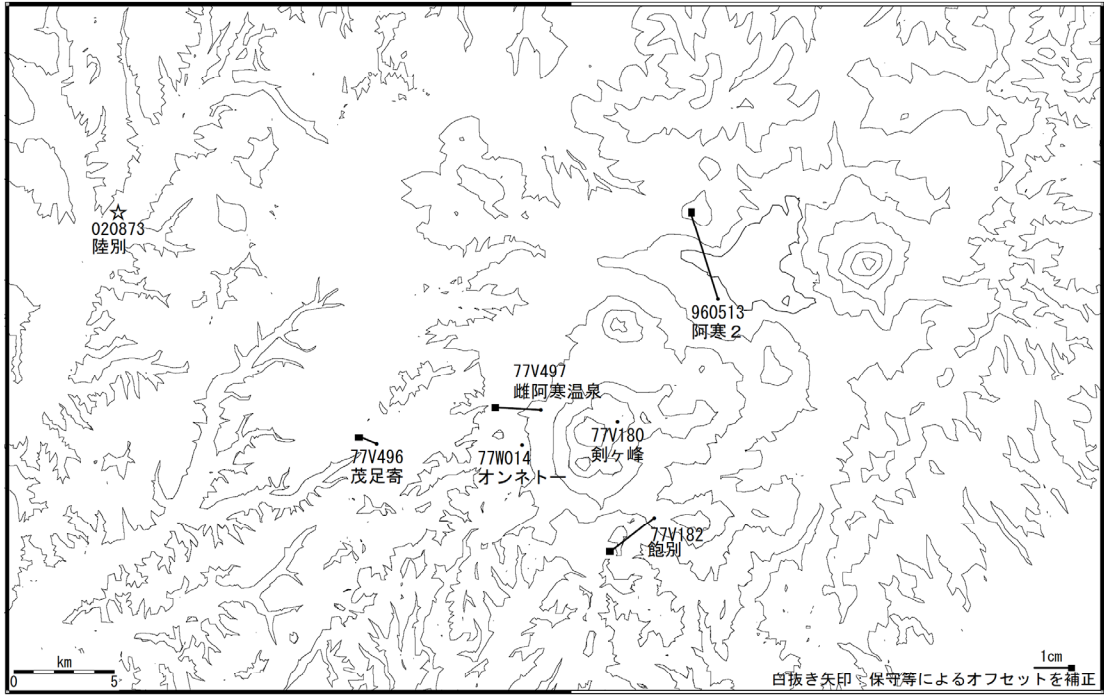 020873
陸別
960513
阿寒２
77V497
雌阿寒温泉
77V180
剣ヶ峰
77V496
茂足寄
77W014
オンネトー
77V182
飽別
km
0 5
1cm
白抜き矢印：保守等によるオフセットを補正